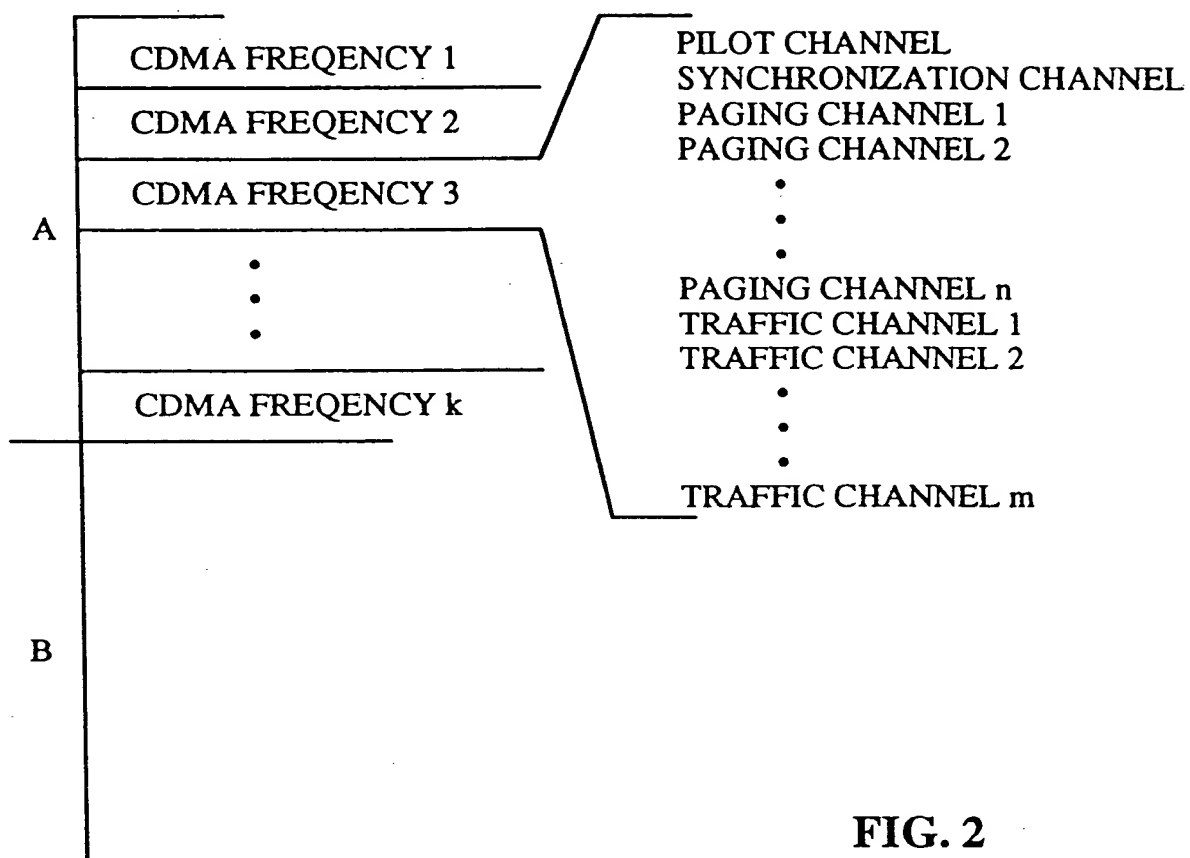 CDMA FREQENCY 1
CDMA FREQENCY 2
CDMA FREQENCY 3
A
CDMA FREQENCY k
B
PILOT CHANNEL
SYNCHRONIZATION CHANNEL
PAGING CHANNEL 1
PAGING CHANNEL 2
PAGING CHANNEL n
TRAFFIC CHANNEL 1
TRAFFIC CHANNEL 2
TRAFFIC CHANNEL m
FIG. 2